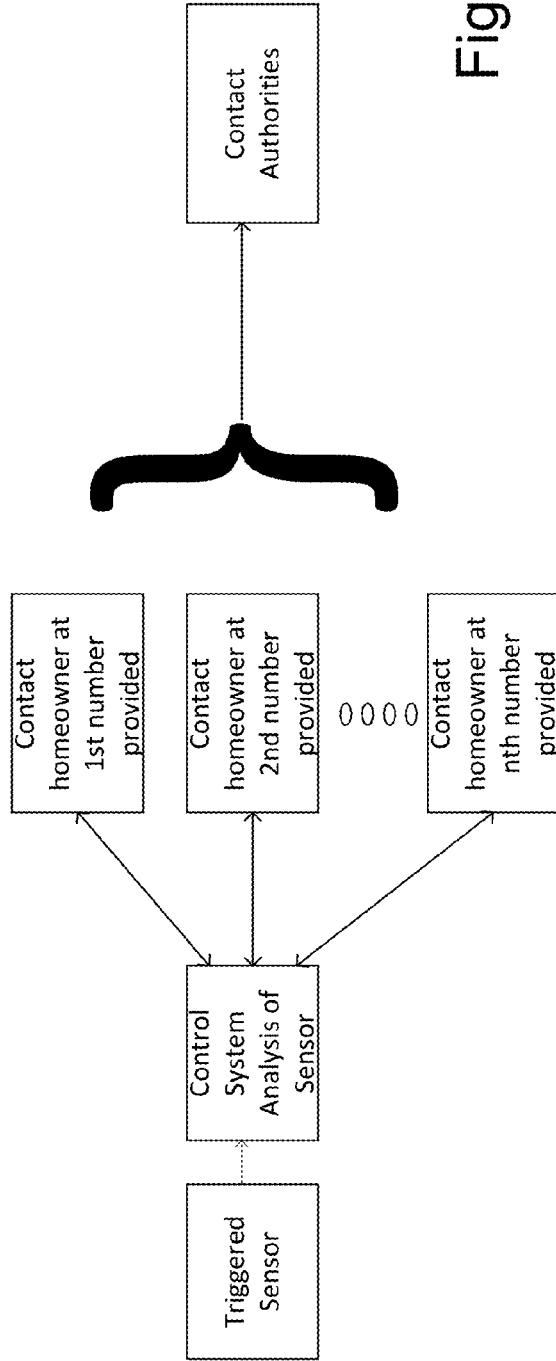 Triggered
Sensor
Control
System
Analysis of
Sensor
Contact
homeowner at
1st number
provided
Contact
homeowner at
2nd number
provided
0000
Contact
homeowner at
nth number
provided
Contact
Authorities
Fig